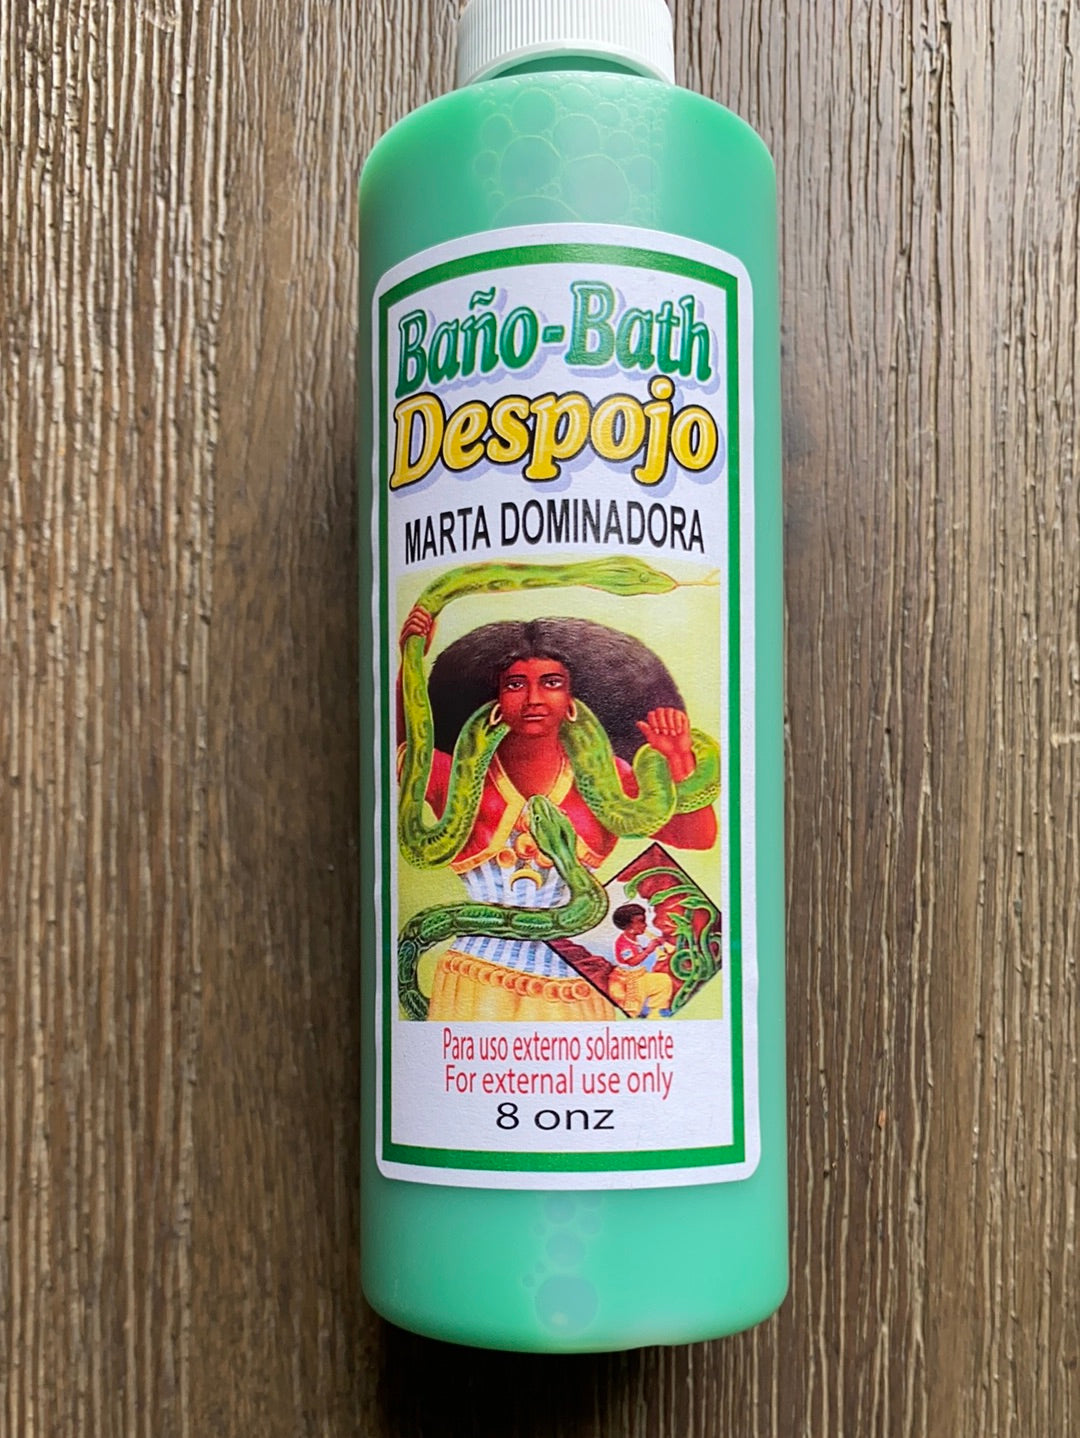 Baño-Bath
Despojo
MARTA DOMINADORA
Para uso externo solamente
For external use only
8 onz